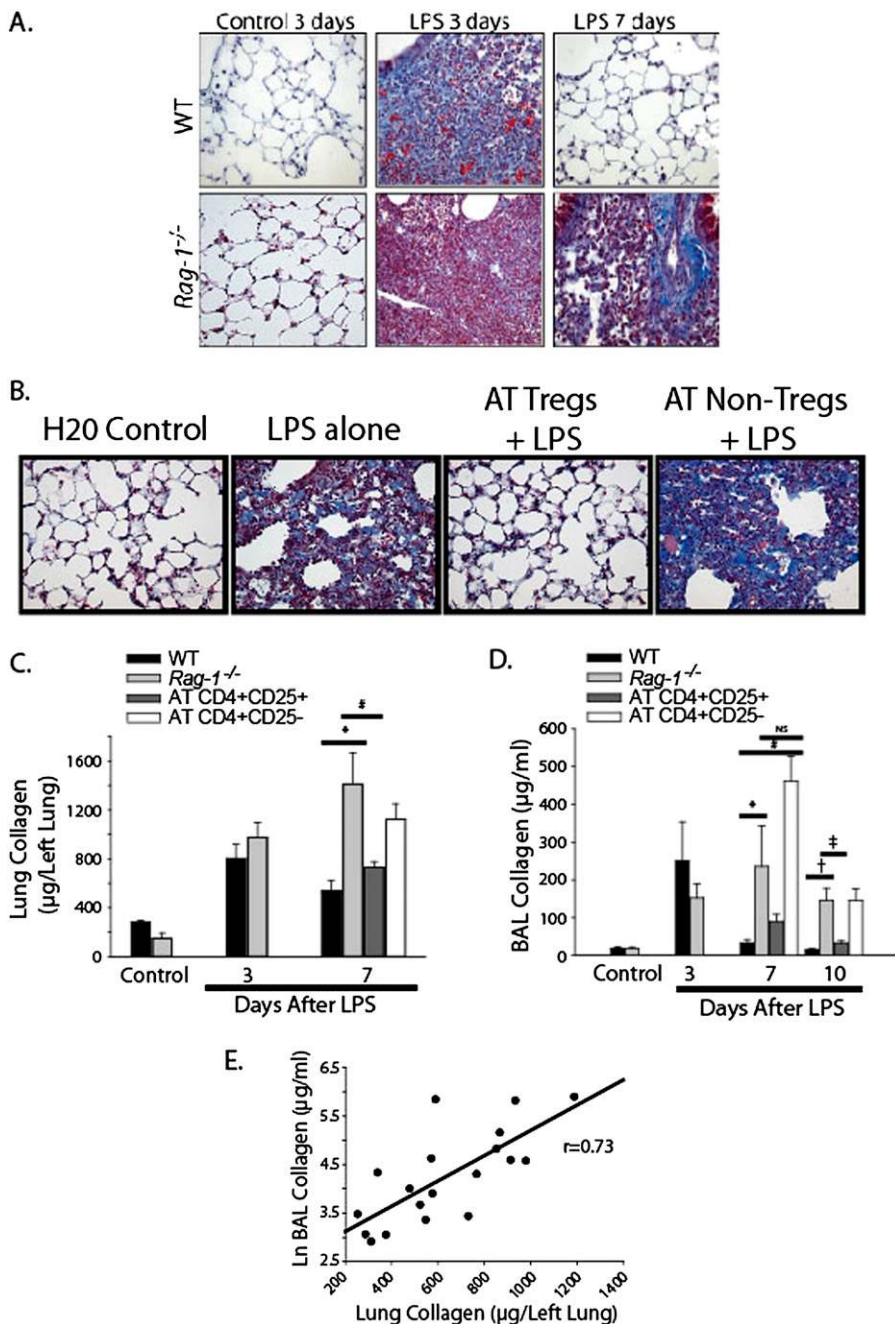 A.
Control 3 days LPS 3 days LPS 7 days
WT
Rag-1-/-
B.
H20 Control LPS alone AT Tregs + LPS AT Non-Tregs + LPS
C.
WT
Rag-1-/-
AT CD4+CD25+
AT CD4+CD25-
Lung Collagen
(µg/Left Lung)
1600
1200
800
400
0
+
#
Control 3 7
Days After LPS
D.
WT
Rag-1-/-
AT CD4+CD25+
AT CD4+CD25-
BAL Collagen (µg/ml)
600
500
400
300
200
100
0
NS
#
+
‡
†
Control 3 7 10
Days After LPS
E.
Ln BAL Collagen (µg/ml)
6.5
5.5
4.5
3.5
2.5
r=0.73
200 400 600 800 1000 1200 1400
Lung Collagen (µg/Left Lung)